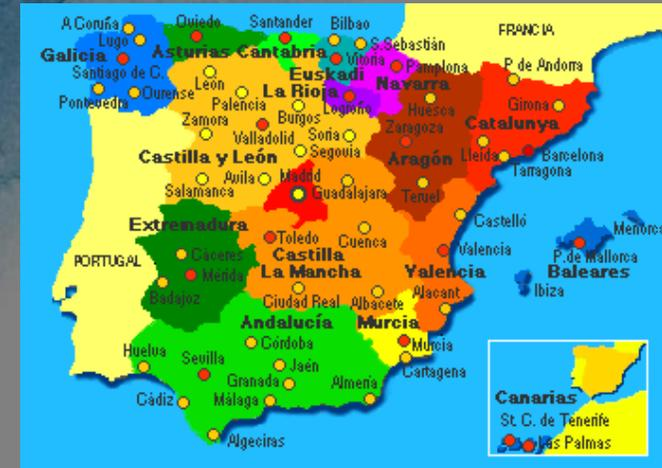 A Coruña
Oviedo
Santander
Bilbao
FRANCIA
Lugo
S.Sebastián
Galicia
Asturias
Cantabria
Vitoria
Pamplona
P. de Andorra
Santiago de C.
León
Euskadi
Navarra
Pontevedra
Ourense
Palencia
La Rioja
Burgos
Logroño
Huesca
Girona
Zamora
Valladolid
Soria
Zaragoza
Catalunya
Castilla y León
Segovia
Aragón
Lleida
Barcelona
Tarragona
Salamanca
Avila
Madrid
Guadalajara
Teruel
Extremadura
Castelló
Menorca
PORTUGAL
Cáceres
Toledo
Cuenca
Valencia
P.de Mallorca
Mérida
Castilla
La Mancha
Valencia
Baleares
Badajoz
Ciudad Real
Albacete
Alacant
Ibiza
Andalucía
Murcia
Huelva
Sevilla
Córdoba
Murcia
Jaén
Cartagena
Granada
Almería
Cádiz
Málaga
Canarias
St. C. de Tenerife
Algeciras
Las Palmas